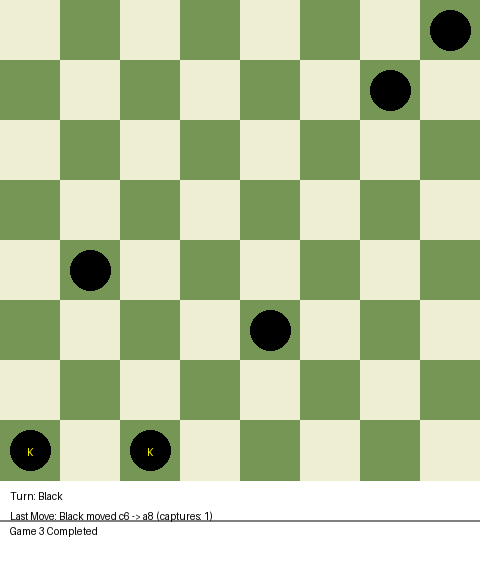 K
K
Turn: Black
Last Move: Black moved c6 -> a8 (captures: 1)
Game 3 Completed